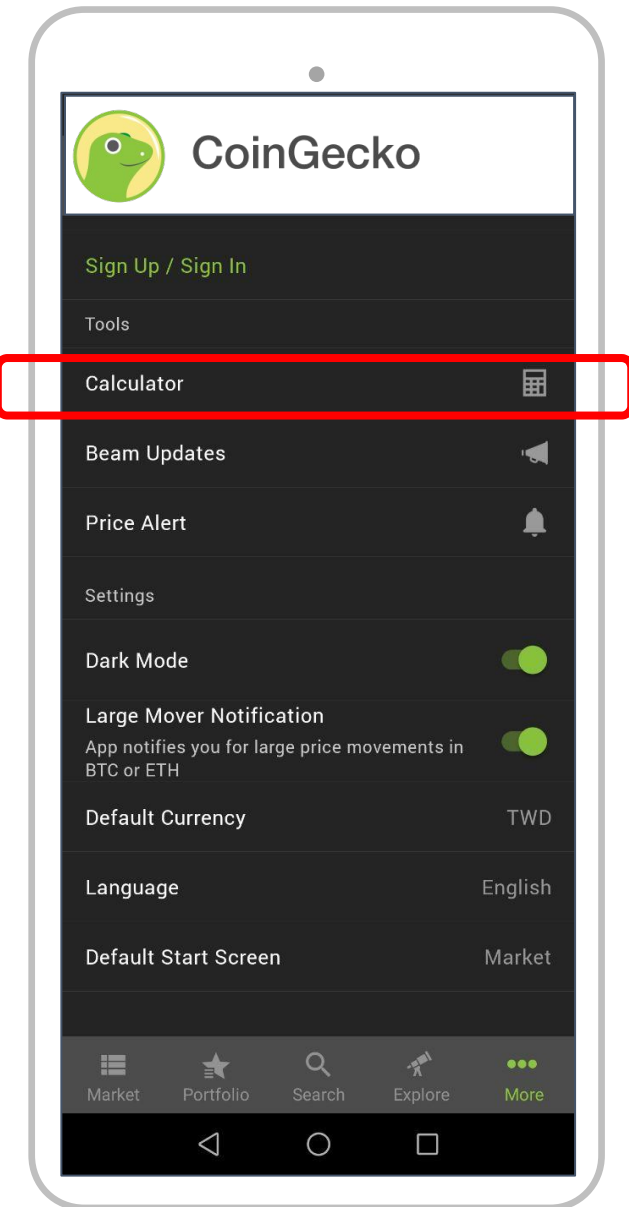 CoinGecko
Sign Up / Sign In
Tools
Calculator
Beam Updates
Price Alert
Settings
Dark Mode
Large Mover Notification
App notifies you for large price movements in
BTC or ETH
Default Currency TWD
Language English
Default Start Screen Market
Market Portfolio Search Explore More